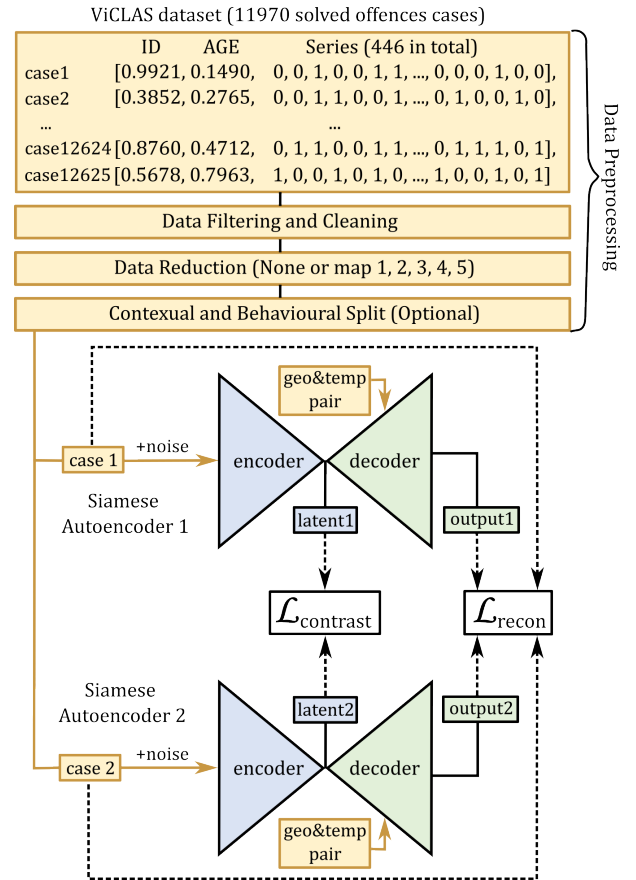 ViCLAS dataset (11970 solved offences cases)
ID AGE Series (446 in total)
case1 [0.9921, 0.1490, 0, 0, 1, 0, 0, 1, 1, ..., 0, 0, 0, 1, 0, 0],
case2 [0.3852, 0.2765, 0, 0, 1, 1, 0, 0, 1, ..., 0, 1, 0, 0, 1, 0],
... ...
case12624 [0.8760, 0.4712, 0, 1, 1, 0, 0, 1, 1, ..., 0, 1, 1, 1, 0, 1],
case12625 [0.5678, 0.7963, 1, 0, 0, 1, 0, 1, 0, ..., 1, 0, 0, 1, 0, 1]
Data Preprocessing
Data Filtering and Cleaning
Data Reduction (None or map 1, 2, 3, 4, 5)
Contexual and Behavioural Split (Optional)
geo&temp
pair
+noise
case 1
encoder
decoder
Siamese
Autoencoder 1
latent1
output1
ℒcontrast
ℒrecon
Siamese
Autoencoder 2
latent2
output2
+noise
case 2
encoder
decoder
geo&temp
pair